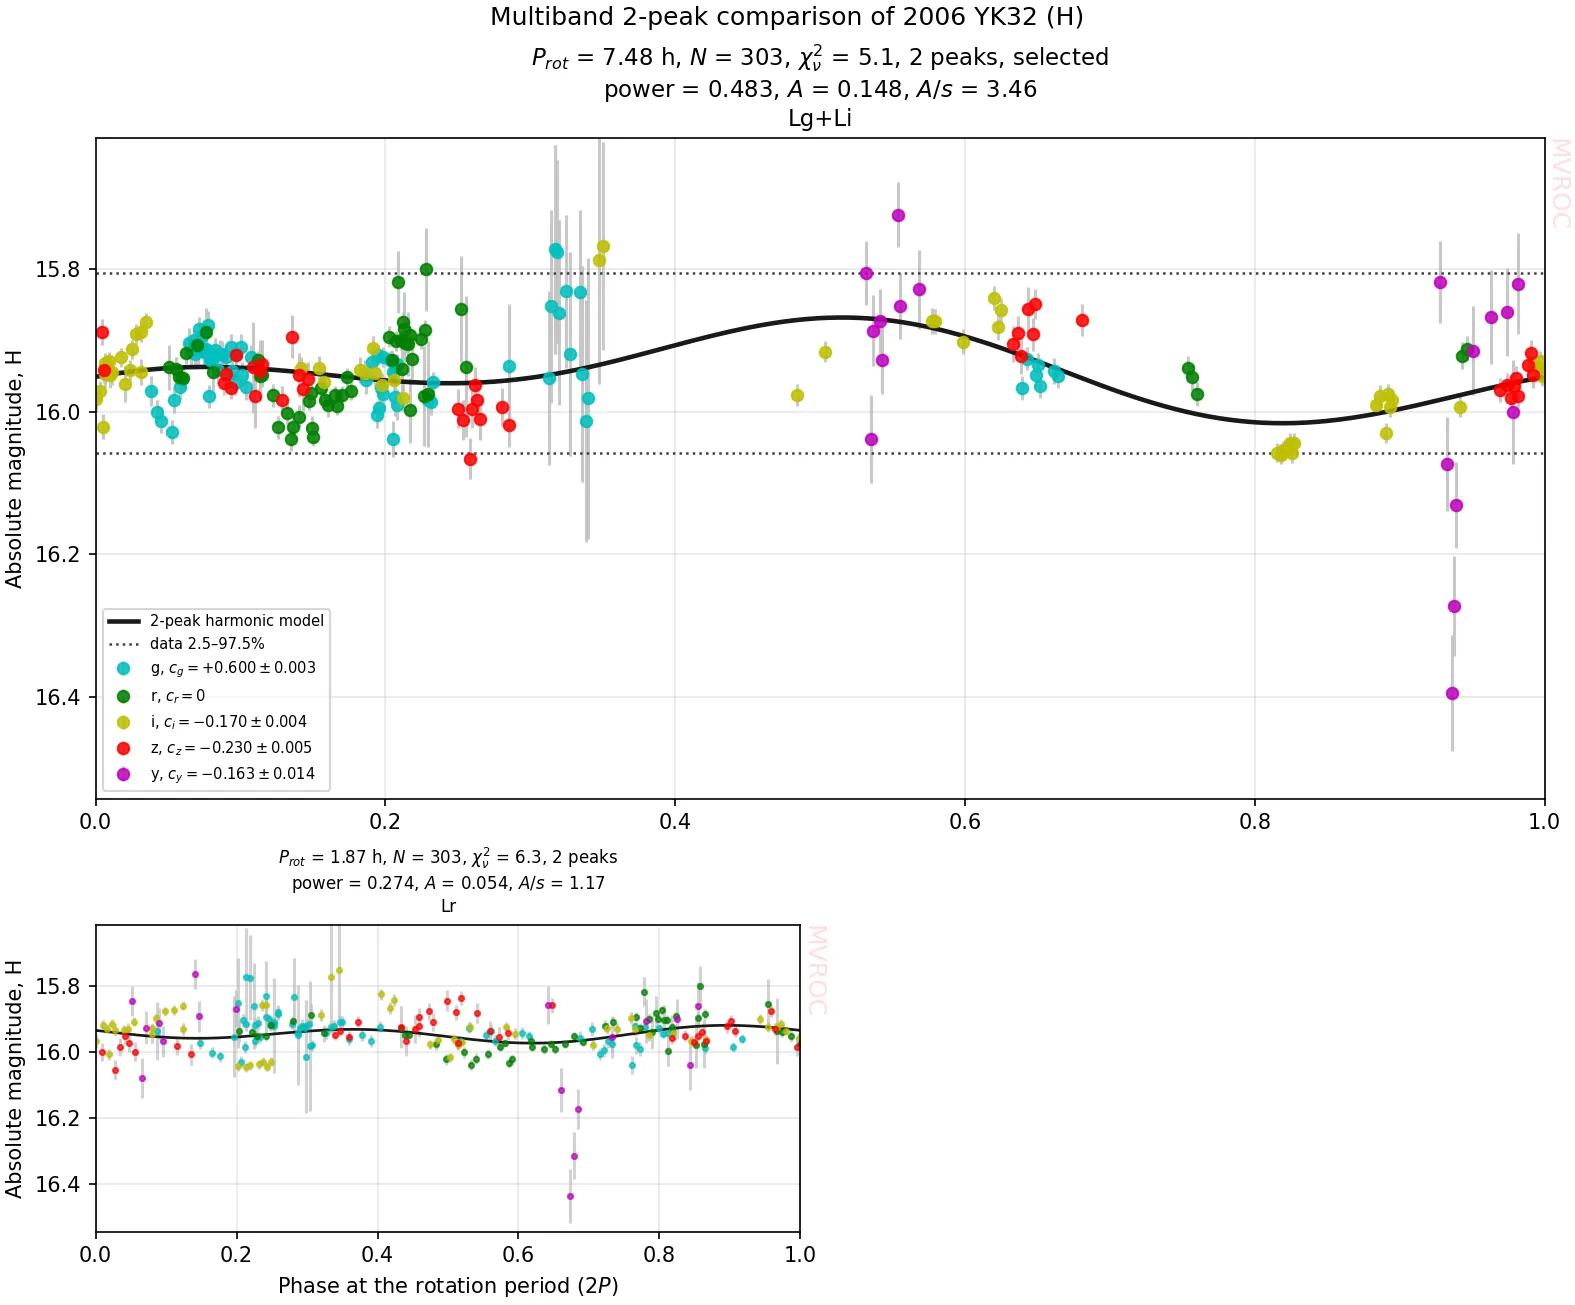 Multiband 2-peak comparison of 2006 YK32 (H)
P_rot = 7.48 h, N = 303, χ²_ν = 5.1, 2 peaks, selected
power = 0.483, A = 0.148, A/s = 3.46
Lg+Li
MVROC
Absolute magnitude, H
15.8
16.0
16.2
16.4
2-peak harmonic model
data 2.5–97.5%
g, c_g = +0.600 ± 0.003
r, c_r = 0
i, c_i = −0.170 ± 0.004
z, c_z = −0.230 ± 0.005
y, c_y = −0.163 ± 0.014
0.0 0.2 0.4 0.6 0.8 1.0
P_rot = 1.87 h, N = 303, χ²_ν = 6.3, 2 peaks
power = 0.274, A = 0.054, A/s = 1.17
Lr
MVROC
Absolute magnitude, H
15.8
16.0
16.2
16.4
0.0 0.2 0.4 0.6 0.8 1.0
Phase at the rotation period (2P)